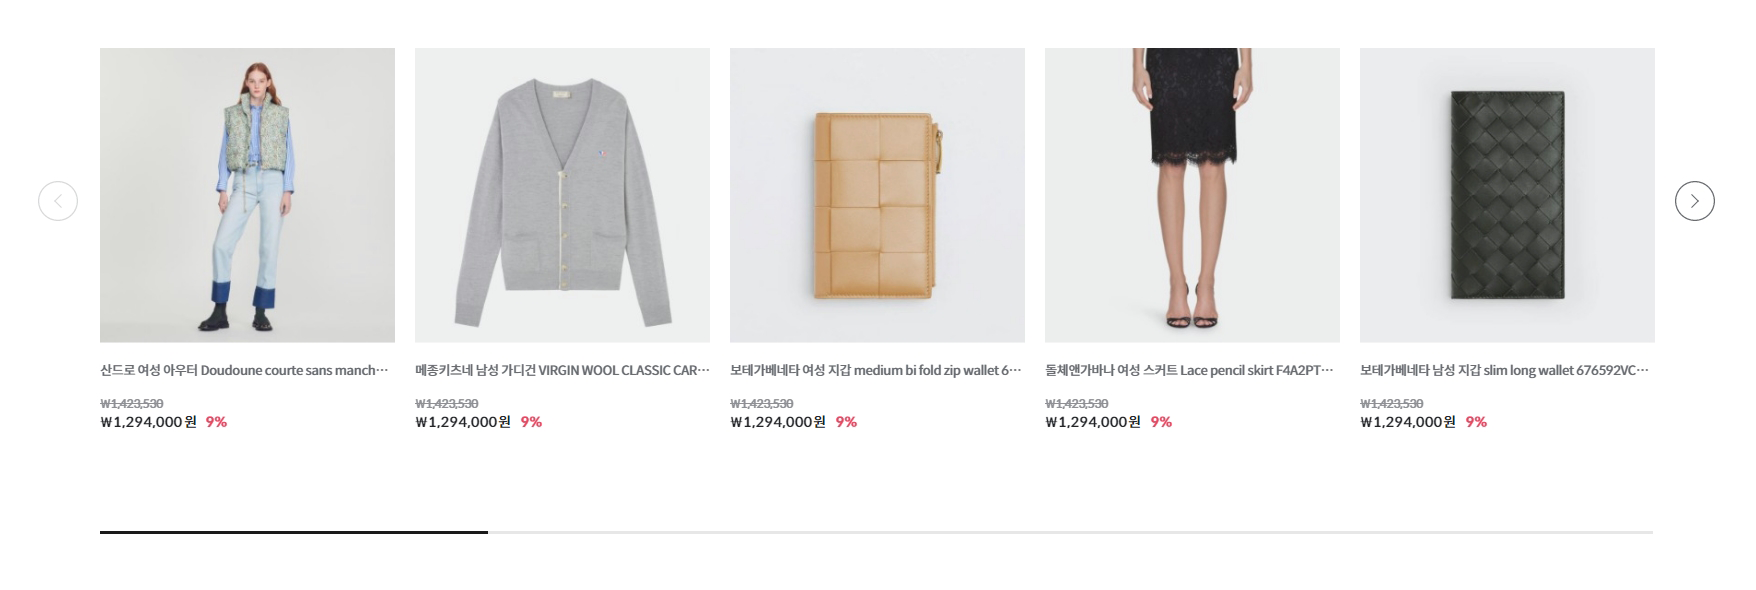 산드로 여성 아우터 Doudoune courte sans manch…
₩1,423,530
₩1,294,000원 9%
메종키츠네 남성 가디건 VIRGIN WOOL CLASSIC CAR…
₩1,423,530
₩1,294,000원 9%
보테가베네타 여성 지갑 medium bi fold zip wallet 6…
₩1,423,530
₩1,294,000원 9%
돌체앤가바나 여성 스커트 Lace pencil skirt F4A2PT…
₩1,423,530
₩1,294,000원 9%
보테가베네타 남성 지갑 slim long wallet 676592VC…
₩1,423,530
₩1,294,000원 9%